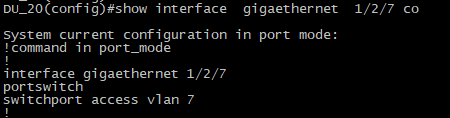 DU_20(config)#show interface  gigaethernet  1/2/7 co
System current configuration in port mode:
!command in port_mode
!
interface gigaethernet 1/2/7
portswitch
switchport access vlan 7
!